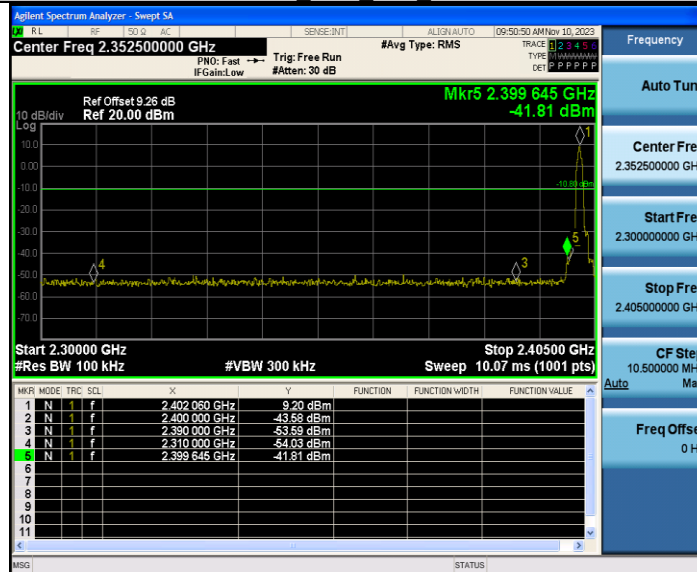 Agilent Spectrum Analyzer - Swept SA
RL RF 50 Ω AC SENSE:INT ALIGN AUTO 09:50:50 AM Nov 10, 2023
Center Freq 2.352500000 GHz #Avg Type: RMS TRACE 1 2 3 4 5 6
PNO: Fast Trig: Free Run TYPE M
IFGain:Low #Atten: 30 dB DET P P P P P P
Ref Offset 9.26 dB Mkr5 2.399 645 GHz
10 dB/div Ref 20.00 dBm -41.81 dBm
Log
10.0
0.00
-10.0
-20.0
-30.0
-40.0
-50.0
-60.0
-70.0
-10.80 dBm
1
5
4
3
Start 2.30000 GHz Stop 2.40500 GHz
#Res BW 100 kHz #VBW 300 kHz Sweep 10.07 ms (1001 pts)
MKR MODE TRC SCL X Y FUNCTION FUNCTION WIDTH FUNCTION VALUE
1 N 1 f 2.402 060 GHz 9.20 dBm
2 N 1 f 2.400 000 GHz -43.58 dBm
3 N 1 f 2.390 000 GHz -53.59 dBm
4 N 1 f 2.310 000 GHz -54.03 dBm
5 N 1 f 2.399 645 GHz -41.81 dBm
6
7
8
9
10
11
MSG STATUS
Frequency
Auto Tun
Center Fre
2.352500000 GH
Start Fre
2.300000000 GH
Stop Fre
2.405000000 GH
CF Ste
10.500000 MH
Auto Ma
Freq Offse
0 H